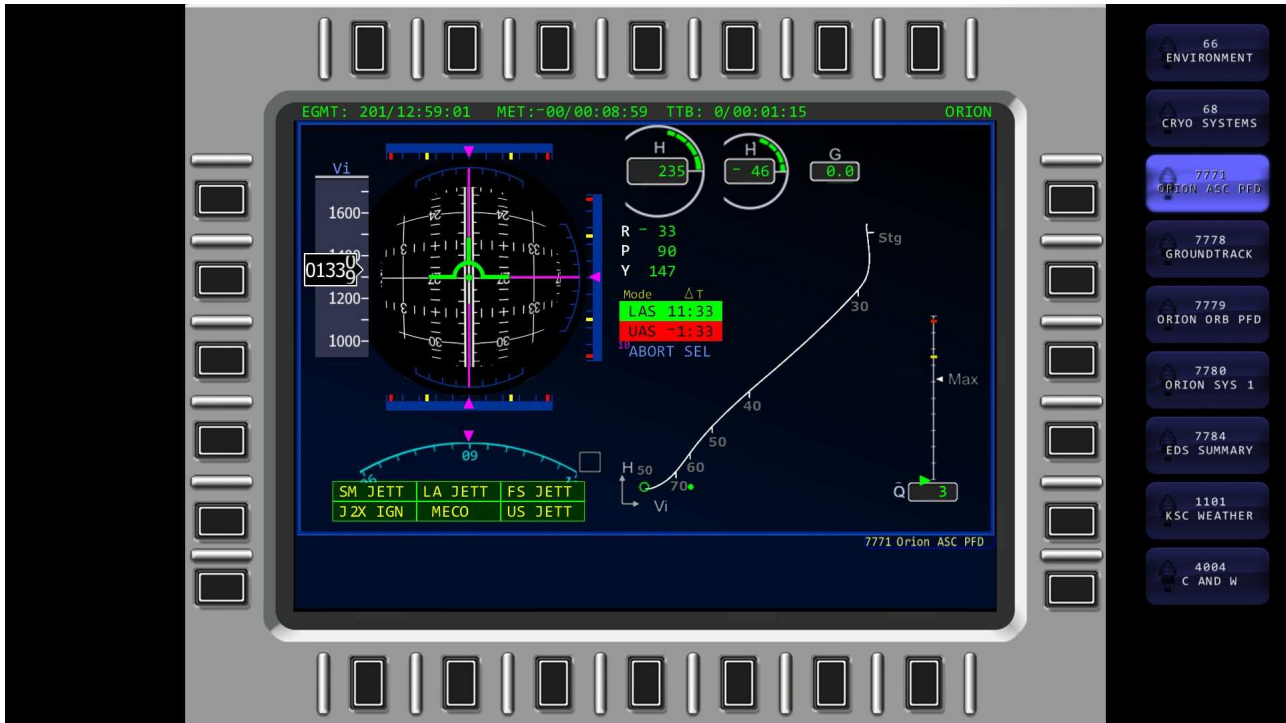 EGMT: 201/12:59:01 MET:-00/00:08:59 TTB: 0/00:01:15 ORION
Vi
1600
1200
1000
24
33
27
30
H
235
H
- 46
G
0.0
R - 33
P 90
Y 147
Mode ΔT
LAS 11:33
UAS -1:33
ABORT SEL
Stg
30
40
50
60
70
H 50
Vi
Max
Q̄ 3
09
SM JETT LA JETT FS JETT
J2X IGN MECO US JETT
7771 Orion ASC PFD
66
ENVIRONMENT
68
CRYO SYSTEMS
7771
ORION ASC PFD
7778
GROUNDTRACK
7779
ORION ORB PFD
7780
ORION SYS 1
7784
EDS SUMMARY
1101
KSC WEATHER
4004
C AND W